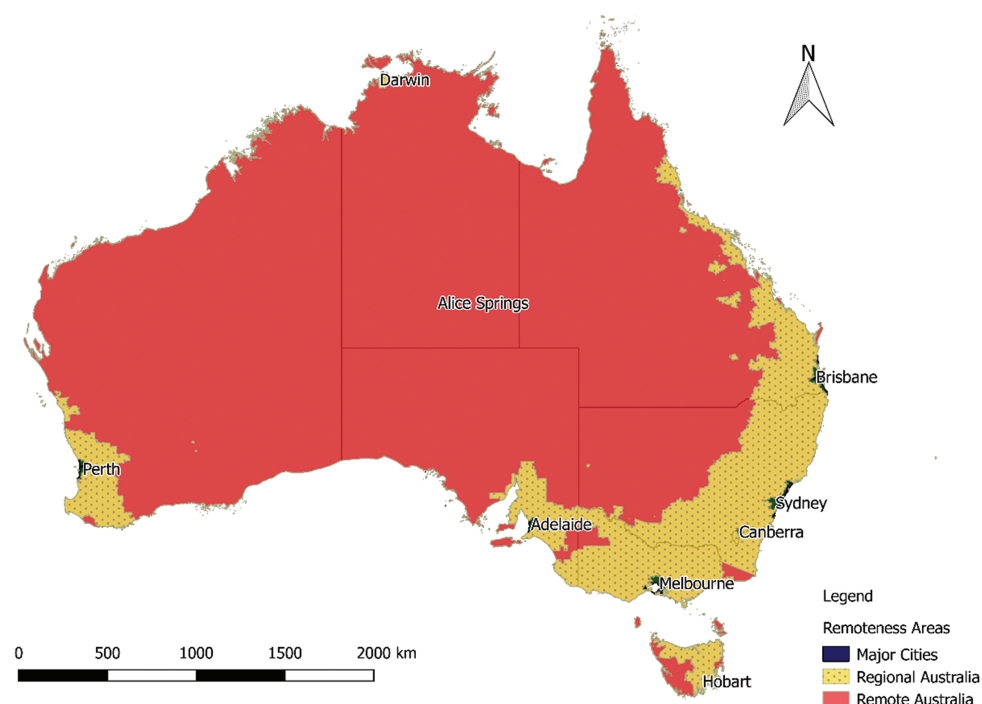 N
Darwin
Alice Springs
Brisbane
Perth
Sydney
Adelaide
Canberra
Melbourne
Hobart
0 500 1000 1500 2000 km
Legend
Remoteness Areas
Major Cities
Regional Australia
Remote Australia